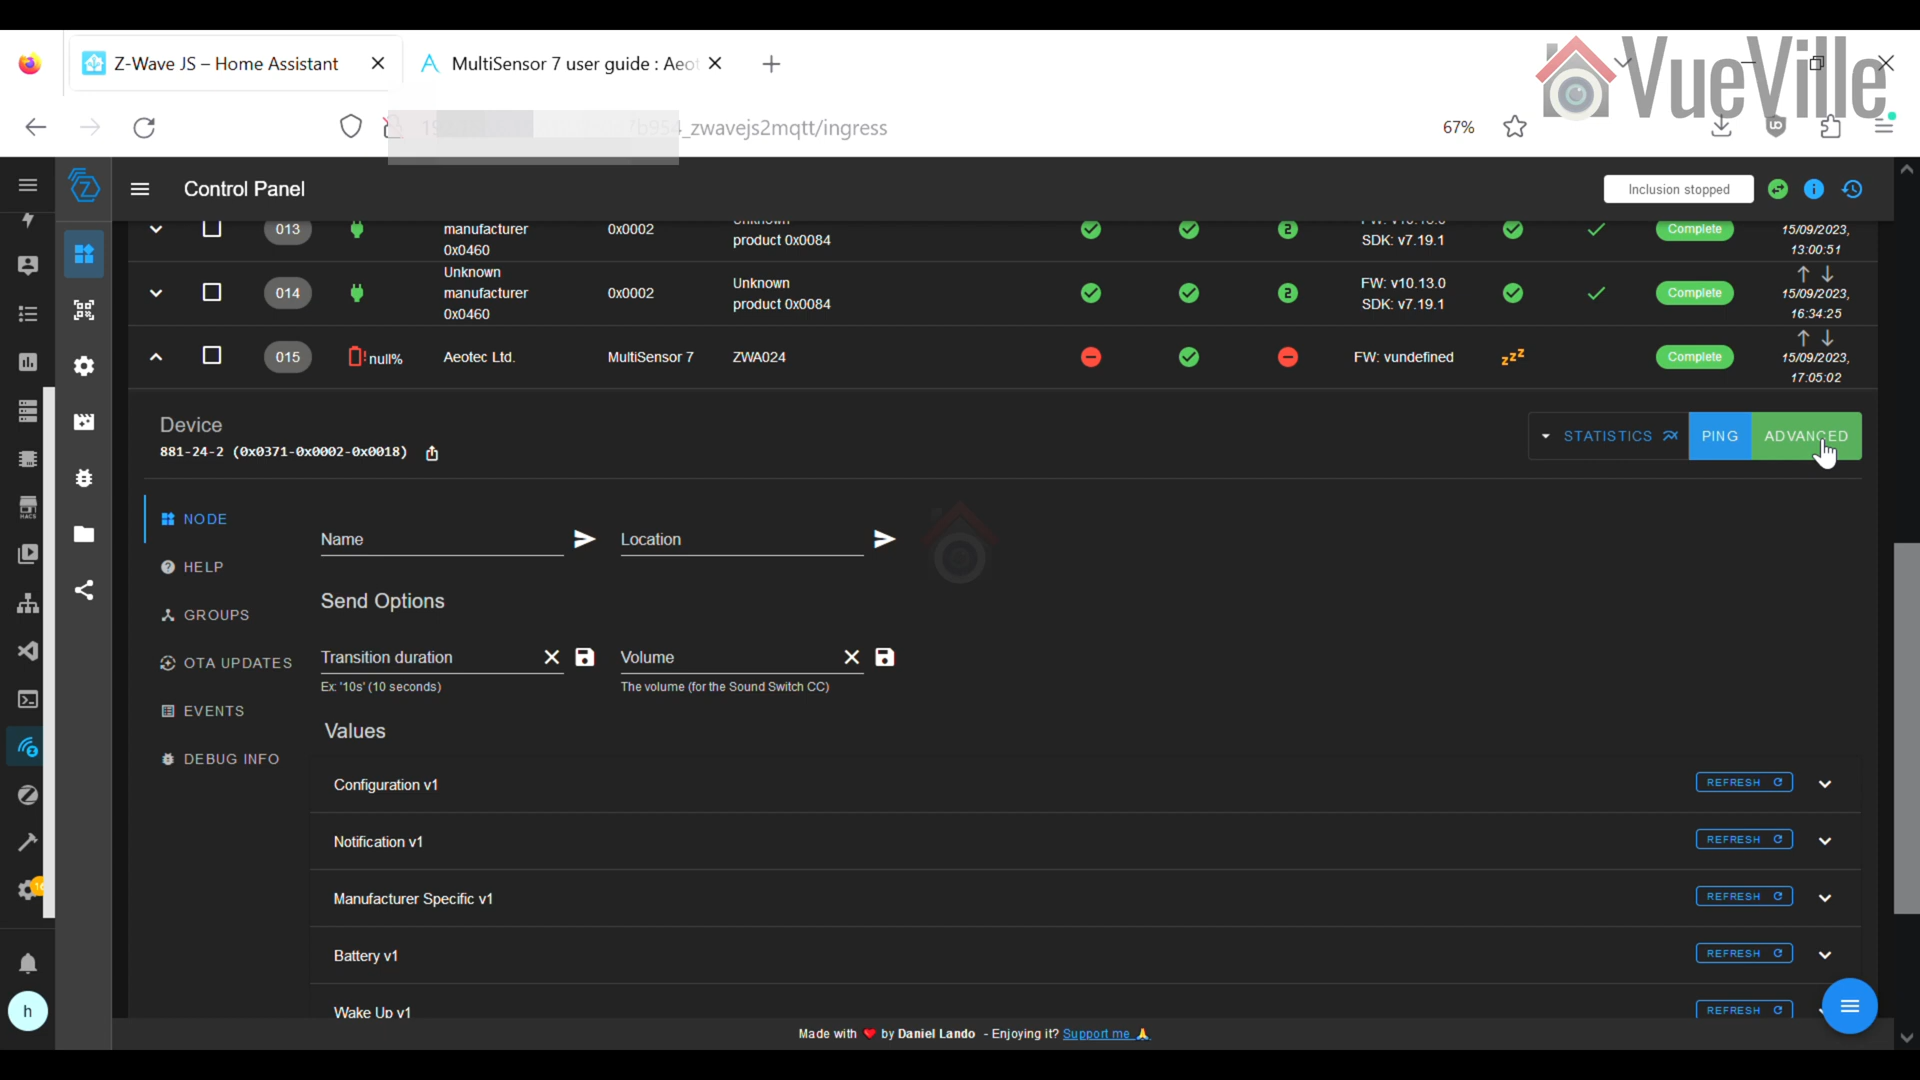 Z-Wave JS – Home Assistant
MultiSensor 7 user guide : Aeot
VueVille
_zwavejs2mqtt/ingress
67%
Control Panel
Inclusion stopped
013
manufacturer
0x0460
0x0002
Unknown
product 0x0084
2
SDK: v7.19.1
Complete
15/09/2023,
13:00:51
014
Unknown
manufacturer
0x0460
0x0002
Unknown
product 0x0084
2
FW: v10.13.0
SDK: v7.19.1
Complete
15/09/2023,
16:34:25
015
null%
Aeotec Ltd.
MultiSensor 7
ZWA024
FW: vundefined
zzz
Complete
15/09/2023,
17:05:02
Device
881-24-2 (0x0371-0x0002-0x0018)
STATISTICS
PING
ADVANCED
NODE
HELP
GROUPS
OTA UPDATES
EVENTS
DEBUG INFO
Name
Location
Send Options
Transition duration
Ex: '10s' (10 seconds)
Volume
The volume (for the Sound Switch CC)
Values
Configuration v1
REFRESH
Notification v1
REFRESH
Manufacturer Specific v1
REFRESH
Battery v1
REFRESH
Wake Up v1
REFRESH
HACS
h
Made with ❤ by Daniel Lando - Enjoying it? Support me 🙏